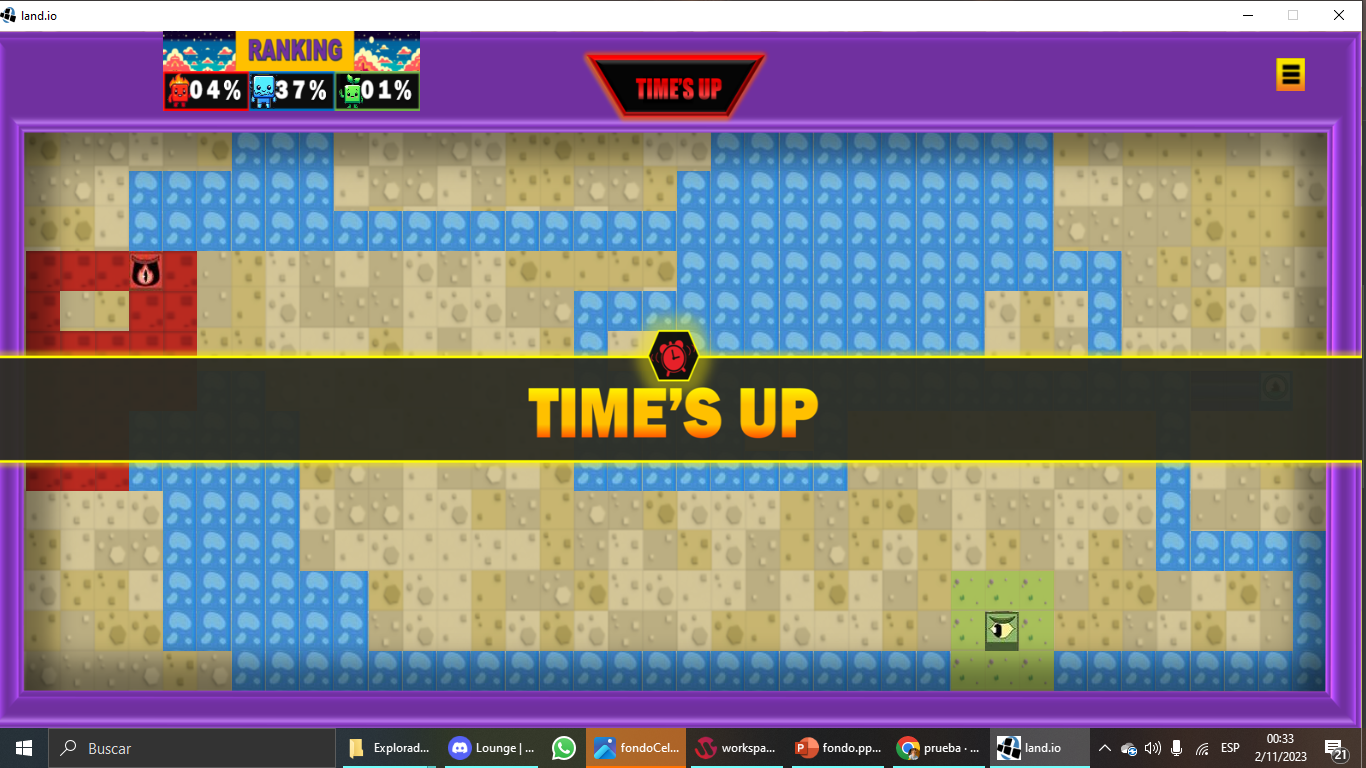 land.io
RANKING
04% 37% 01%
TIME'S UP
TIME'S UP
Buscar
Explorad...
Lounge | ...
fondoCel...
workspa...
fondo.pp...
prueba · ...
land.io
ESP
00:33
2/11/2023
21